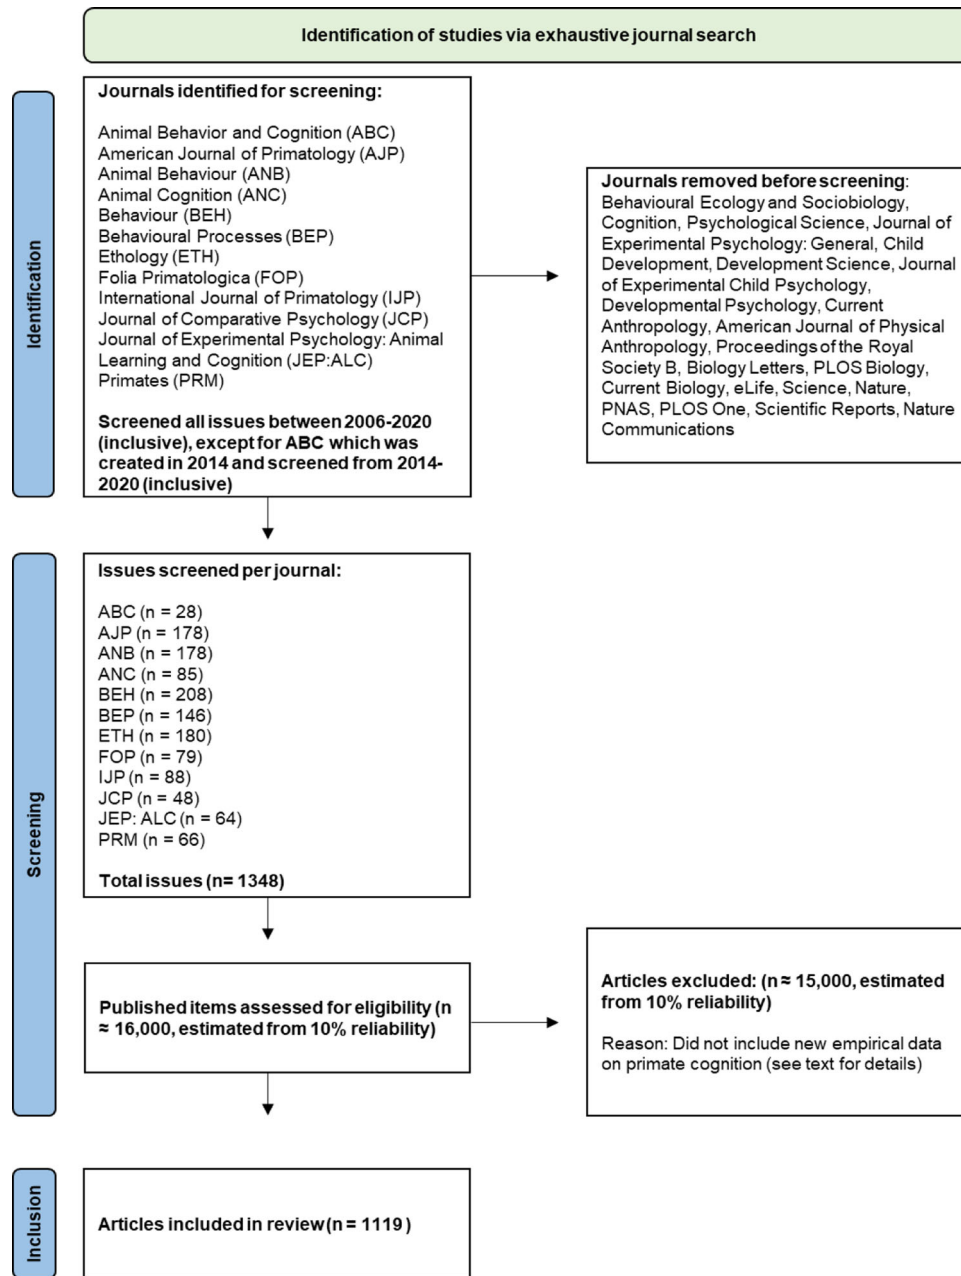 Identification of studies via exhaustive journal search
Identification
Journals identified for screening:
Animal Behavior and Cognition (ABC)
American Journal of Primatology (AJP)
Animal Behaviour (ANB)
Animal Cognition (ANC)
Behaviour (BEH)
Behavioural Processes (BEP)
Ethology (ETH)
Folia Primatologica (FOP)
International Journal of Primatology (IJP)
Journal of Comparative Psychology (JCP)
Journal of Experimental Psychology: Animal
Learning and Cognition (JEP:ALC)
Primates (PRM)
Screened all issues between 2006-2020
(inclusive), except for ABC which was
created in 2014 and screened from 2014-
2020 (inclusive)
Journals removed before screening:
Behavioural Ecology and Sociobiology,
Cognition, Psychological Science, Journal of
Experimental Psychology: General, Child
Development, Development Science, Journal
of Experimental Child Psychology,
Developmental Psychology, Current
Anthropology, American Journal of Physical
Anthropology, Proceedings of the Royal
Society B, Biology Letters, PLOS Biology,
Current Biology, eLife, Science, Nature,
PNAS, PLOS One, Scientific Reports, Nature
Communications
Screening
Issues screened per journal:
ABC (n = 28)
AJP (n = 178)
ANB (n = 178)
ANC (n = 85)
BEH (n = 208)
BEP (n = 146)
ETH (n = 180)
FOP (n = 79)
IJP (n = 88)
JCP (n = 48)
JEP: ALC (n = 64)
PRM (n = 66)
Total issues (n= 1348)
Published items assessed for eligibility (n
≈ 16,000, estimated from 10% reliability)
Articles excluded: (n ≈ 15,000, estimated
from 10% reliability)
Reason: Did not include new empirical data
on primate cognition (see text for details)
Inclusion
Articles included in review (n = 1119 )